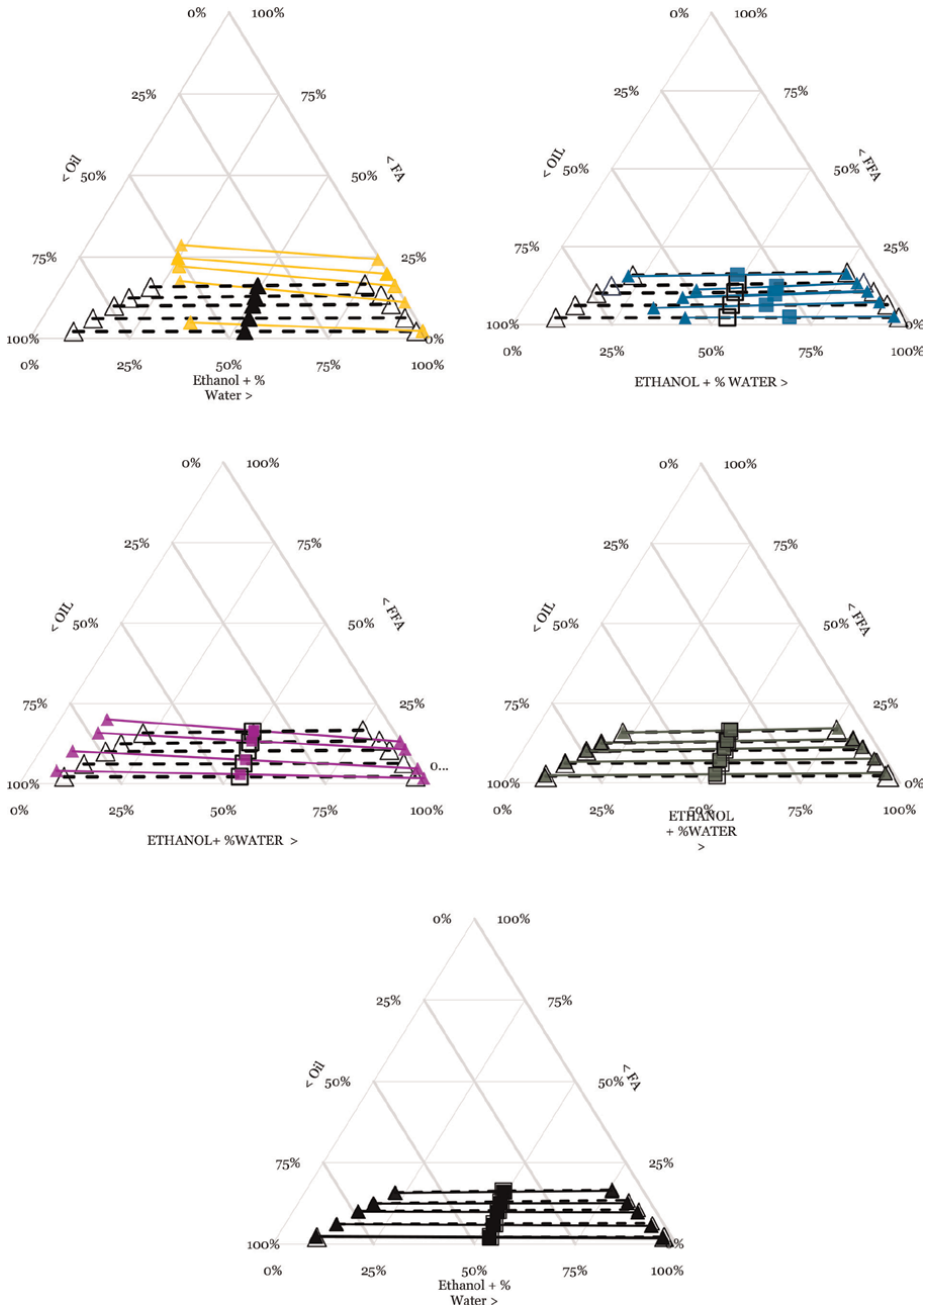 0% 100%
25% 75%
< Oil 50% 50% < FA
75% 25%
100% 0%
0% 25% 50% 75% 100%
Ethanol + %
Water >
0% 100%
25% 75%
< OIL 50% 50% < FFA
75% 25%
100% 0%
0% 25% 50% 75% 100%
ETHANOL + % WATER >
0% 100%
25% 75%
< OIL 50% 50% < FFA
75% 25%
100% 0...
0% 25% 50% 75% 100%
ETHANOL+ %WATER >
0% 100%
25% 75%
< OIL 50% 50% < FFA
75% 25%
100% 0%
0% 25% 50% 75% 100%
ETHANOL
+ %WATER
>
0% 100%
25% 75%
< Oil 50% 50% < FA
75% 25%
100% %
0% 25% 50% 75% 100%
Ethanol + %
Water >